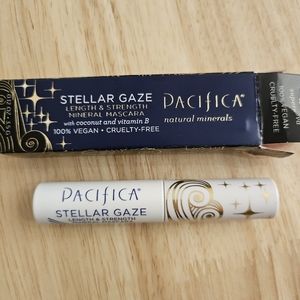 STELLAR GAZE
LENGTH & STRENGTH
MINERAL MASCARA
with coconut and vitamin B
100% VEGAN • CRUELTY-FREE
PACIFICA
natural minerals
100% VEGAN
CRUELTY-FREE
PACIFICA
STELLAR GAZE
LENGTH & STRENGTH